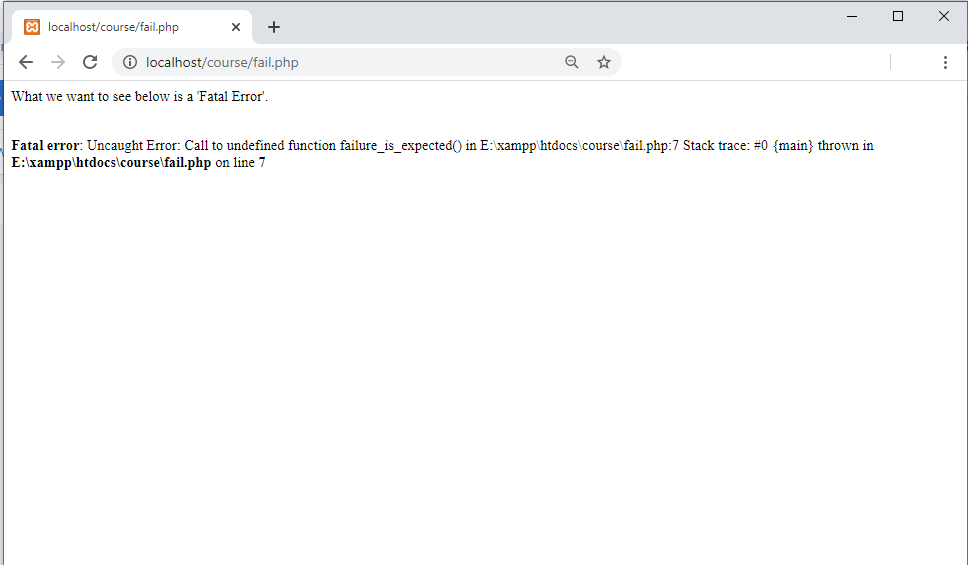 localhost/course/fail.php
localhost/course/fail.php
What we want to see below is a 'Fatal Error'.
Fatal error: Uncaught Error: Call to undefined function failure_is_expected() in E:\xampp\htdocs\course\fail.php:7 Stack trace: #0 {main} thrown in
E:\xampp\htdocs\course\fail.php on line 7